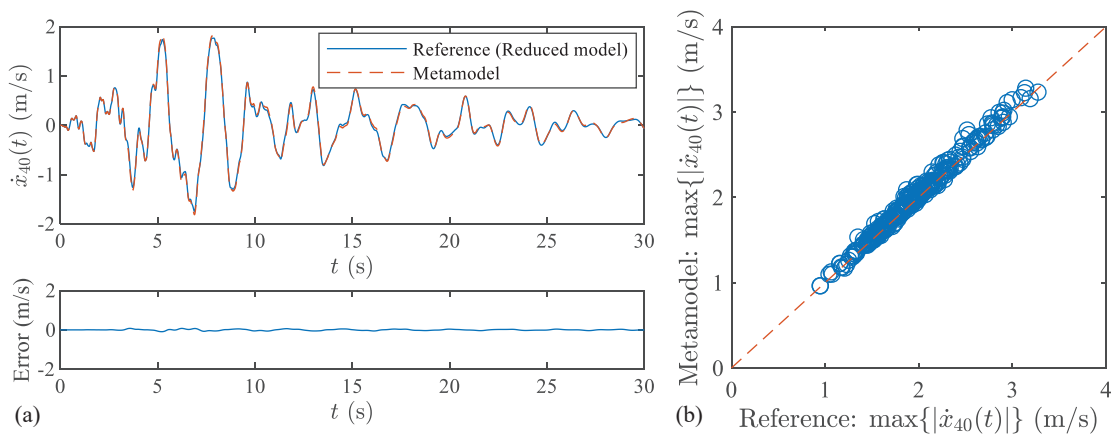 2
1
0
-1
-2
ẋ₄₀(t) (m/s)
Reference (Reduced model)
Metamodel
0 5 10 15 20 25 30
t (s)
2
0
-2
Error (m/s)
0 5 10 15 20 25 30
t (s)
(a)
4
3
2
1
0
Metamodel: max{|ẋ₄₀(t)|} (m/s)
0 1 2 3 4
Reference: max{|ẋ₄₀(t)|} (m/s)
(b)